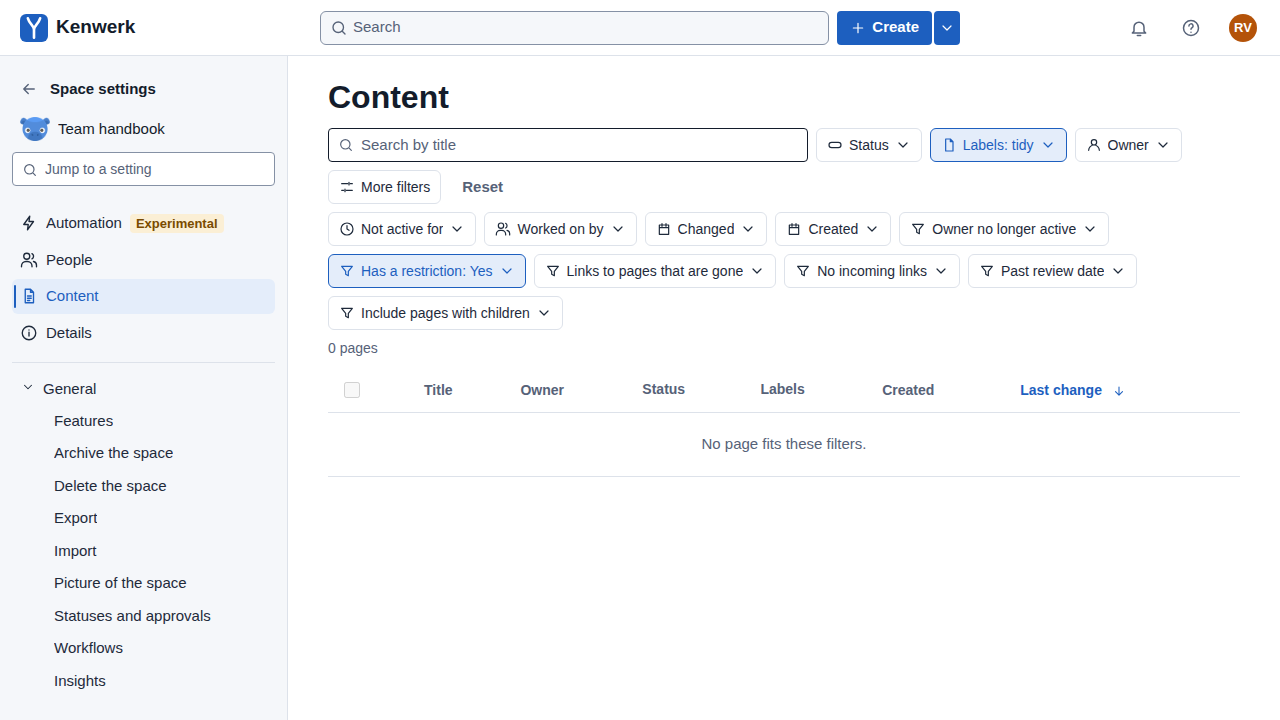 Kenwerk
Search
Create
RV
Space settings
Team handbook
Jump to a setting
Automation Experimental
People
Content
Details
General
Features
Archive the space
Delete the space
Export
Import
Picture of the space
Statuses and approvals
Workflows
Insights
Content
Search by title
Status
Labels: tidy
Owner
More filters
Reset
Not active for
Worked on by
Changed
Created
Owner no longer active
Has a restriction: Yes
Links to pages that are gone
No incoming links
Past review date
Include pages with children
0 pages
Title Owner Status Labels Created Last change
No page fits these filters.